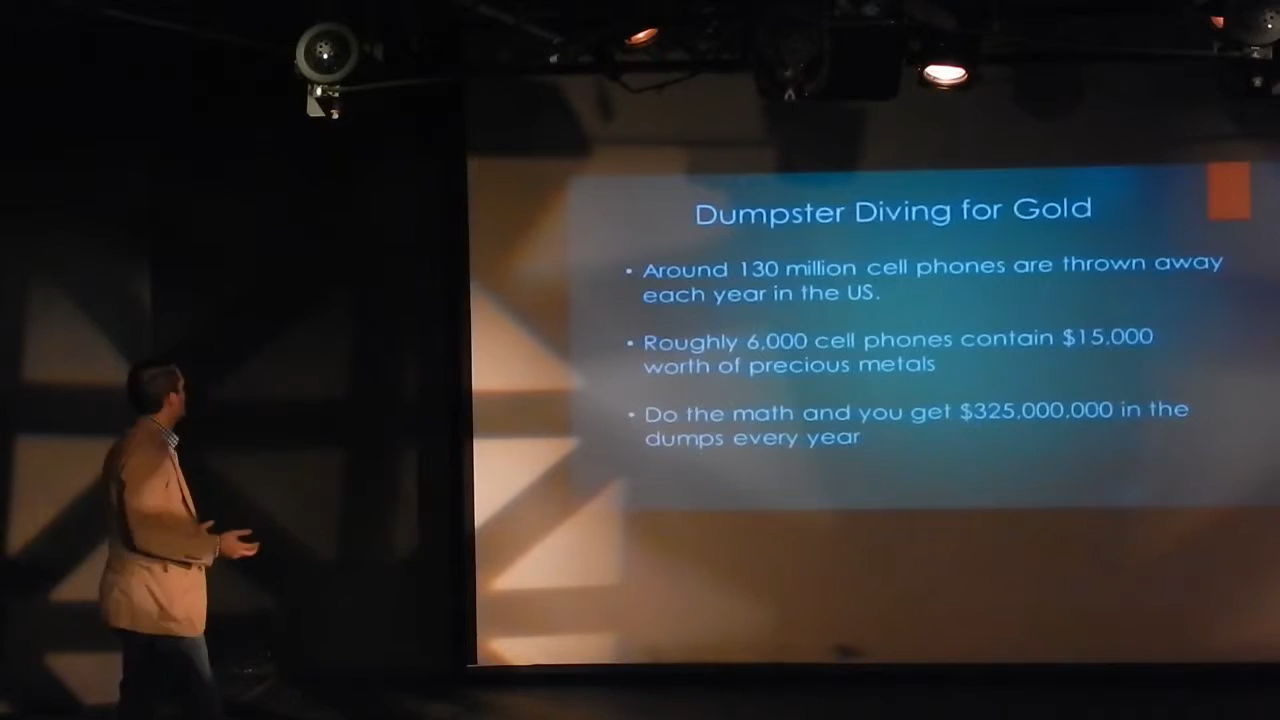 Dumpster Diving for Gold
• Around 130 million cell phones are thrown away
each year in the US.
• Roughly 6,000 cell phones contain $15,000
worth of precious metals
• Do the math and you get $325,000,000 in the
dumps every year